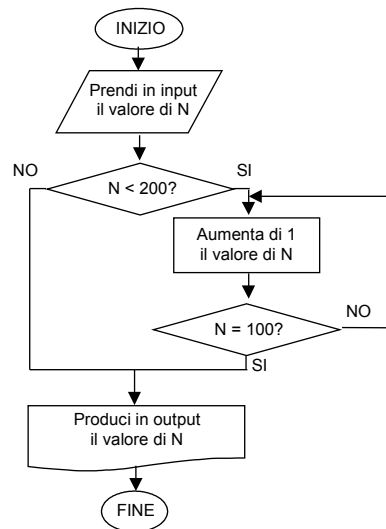 INIZIO
Prendi in input
il valore di N
NO
SI
N < 200?
Aumenta di 1
il valore di N
NO
N = 100?
SI
Produci in output
il valore di N
FINE